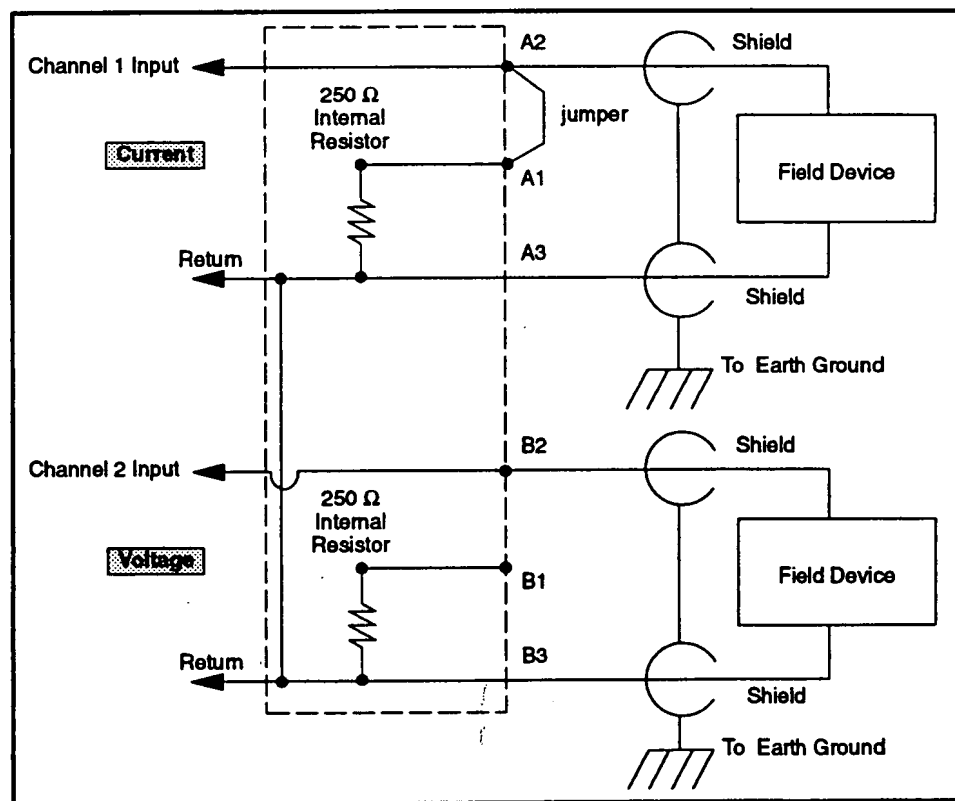 A2
Shield
Channel 1 Input
250 Ω
Internal
Resistor
jumper
Current
Field Device
A1
Return
A3
Shield
To Earth Ground
B2
Shield
Channel 2 Input
250 Ω
Internal
Resistor
Voltage
B1
Field Device
B3
Return
Shield
To Earth Ground